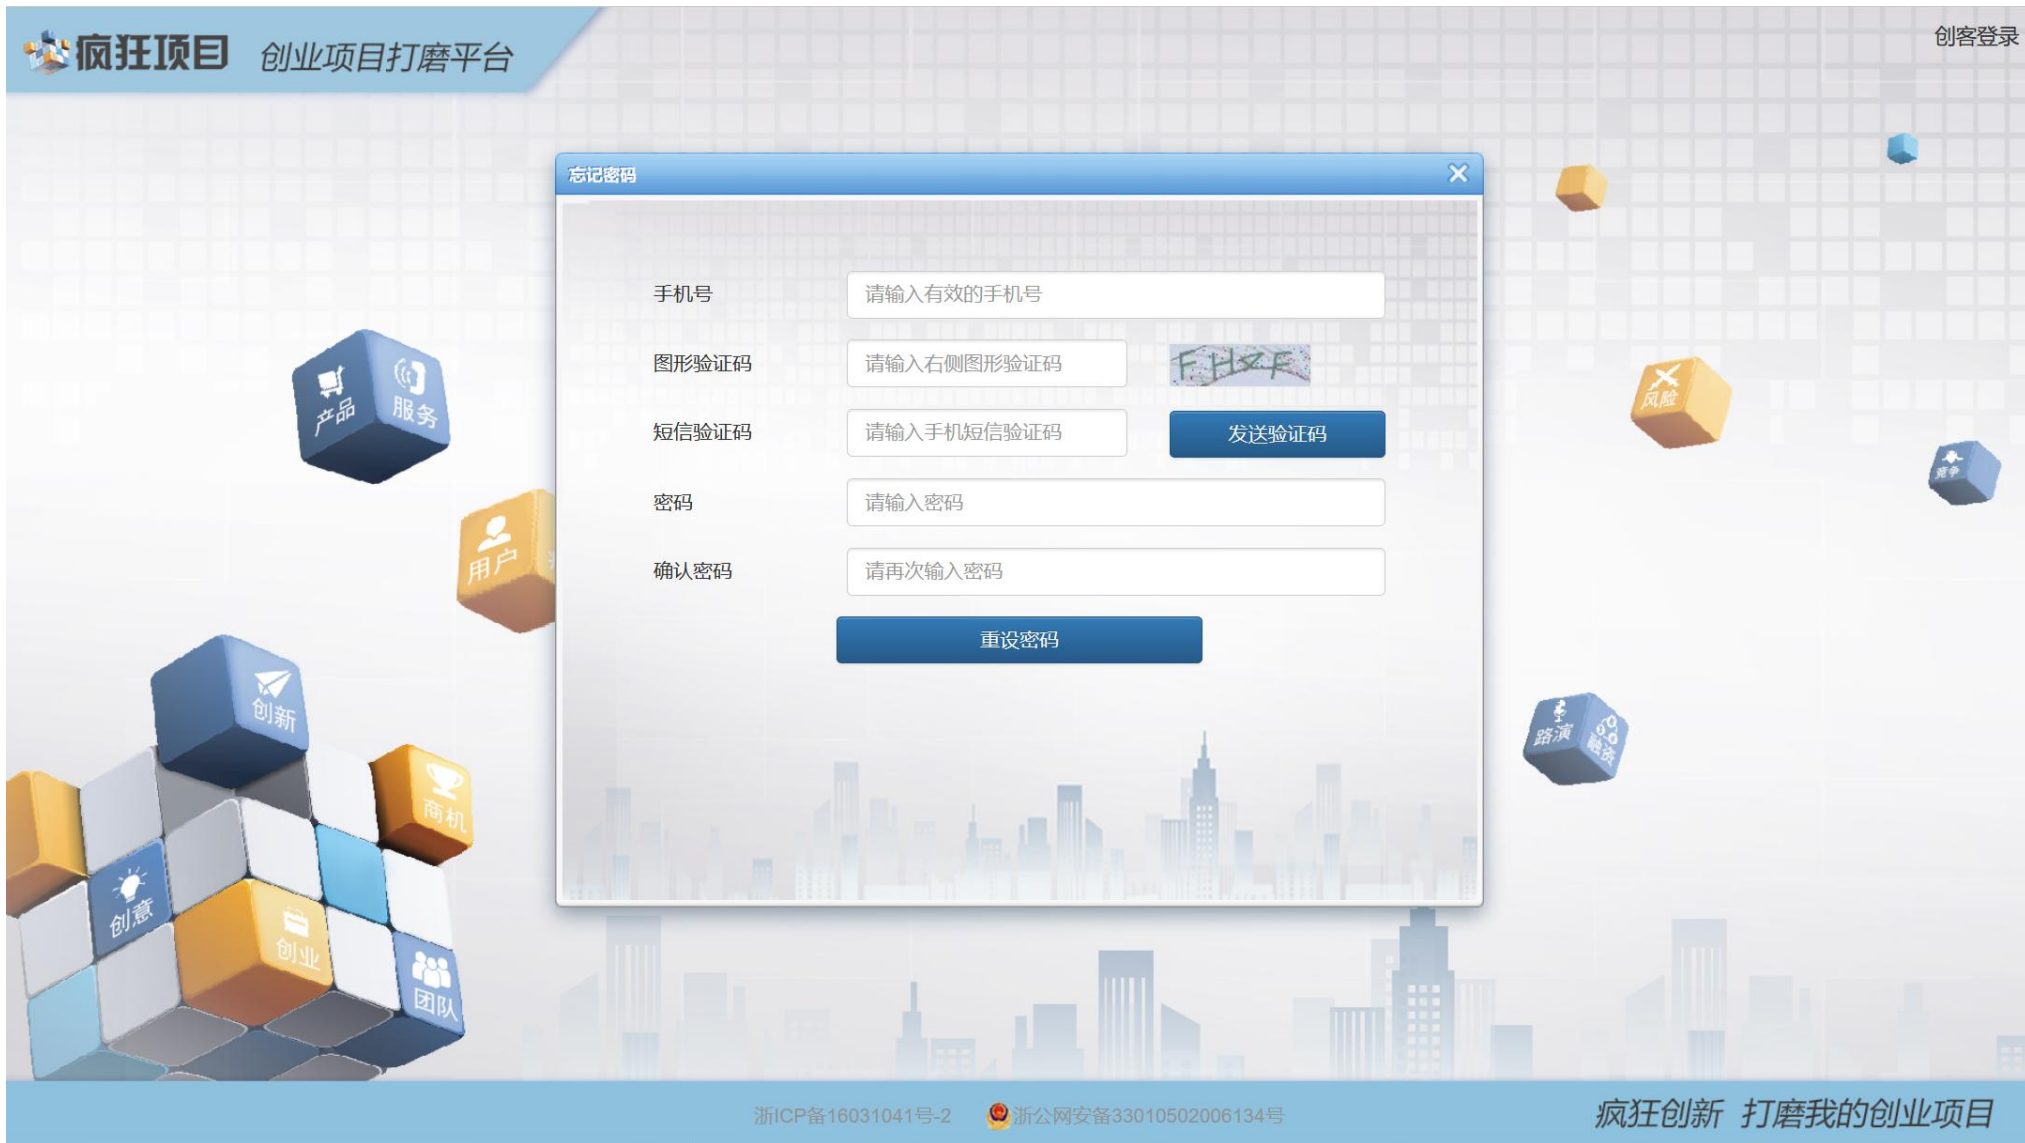 疯狂项目 创业项目打磨平台
创客登录
忘记密码
手机号 请输入有效的手机号
图形验证码 请输入右侧图形验证码
短信验证码 请输入手机短信验证码 发送验证码
密码 请输入密码
确认密码 请再次输入密码
重设密码
产品 服务
用户
创新
商机
创意
创业
团队
风险
竞争
路演 融资
浙ICP备16031041号-2 浙公网安备33010502006134号
疯狂创新 打磨我的创业项目